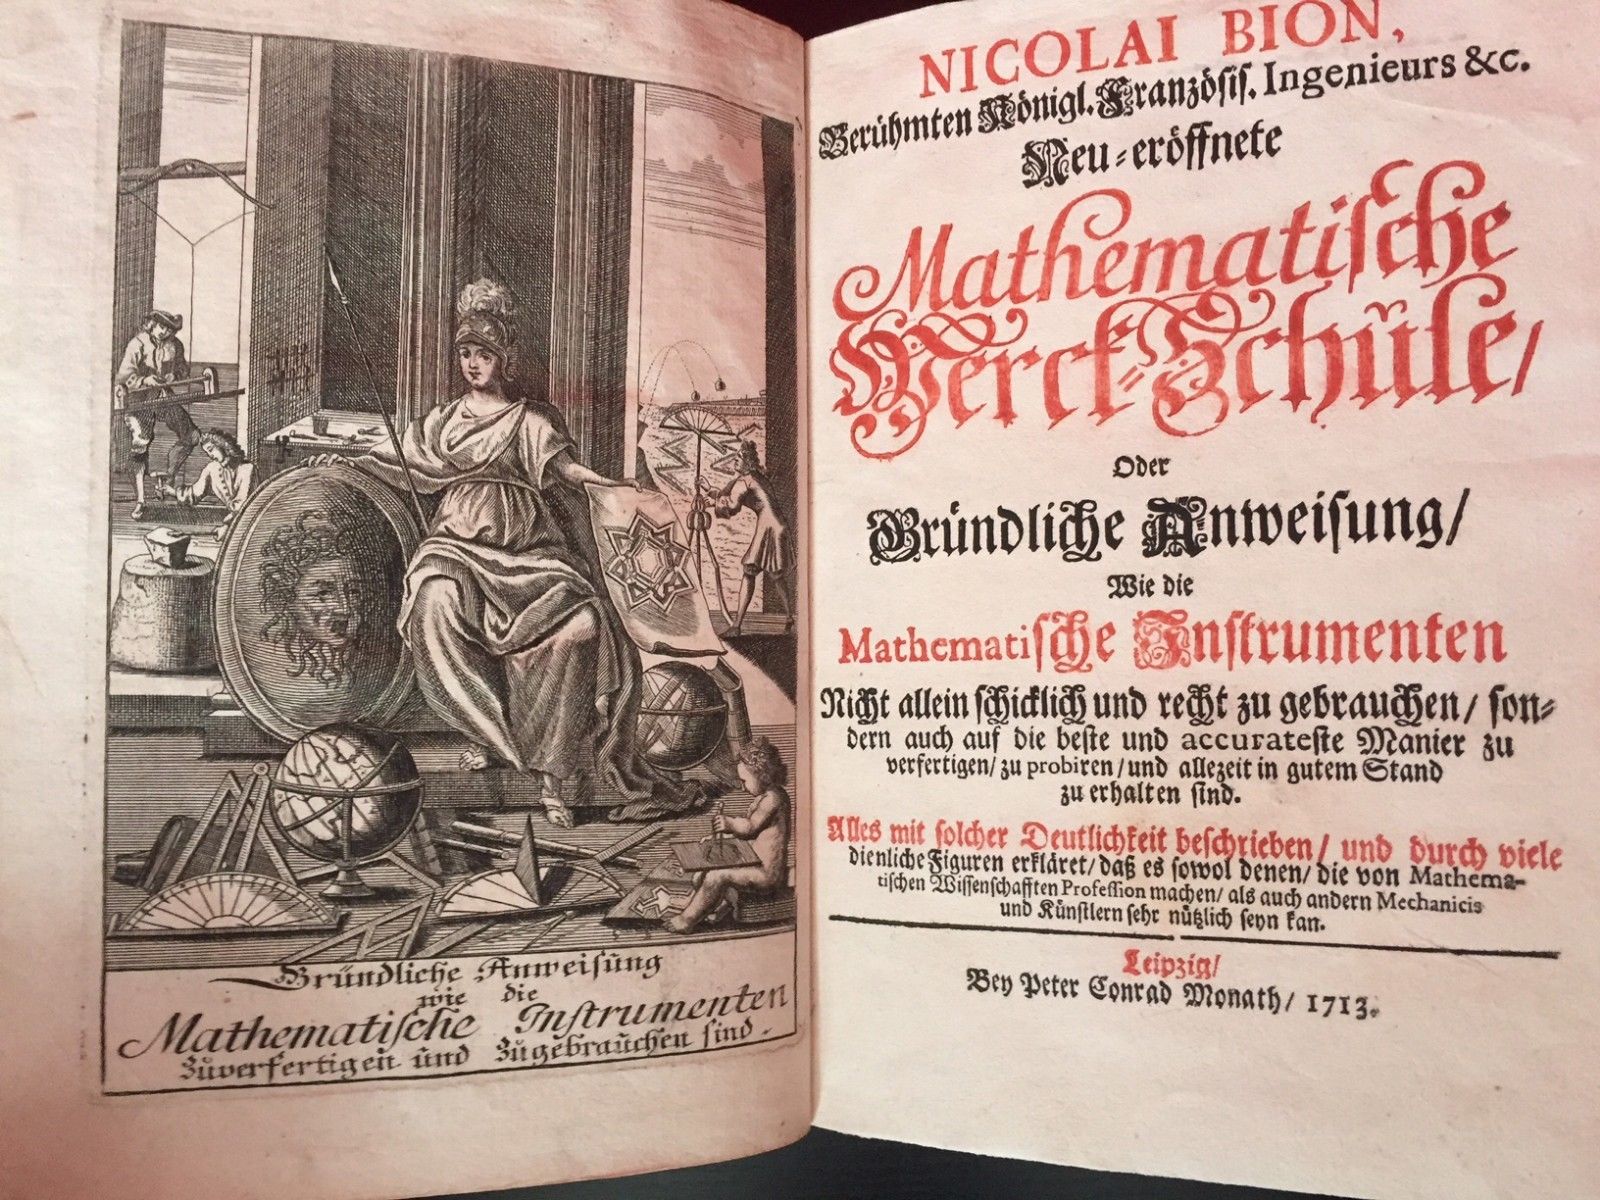 Gründliche Anweisung
wie die
Mathematische Instrumenten
Zuverfertigen und Zugebrauchen sind.
NICOLAI BION,
Berühmten Königl. Französis. Ingenieurs &c.
Neu-eröffnete
Mathematische
Werck-Schule/
Oder
Gründliche Anweisung/
Wie die
Mathematische Instrumenten
Nicht allein schicklich und recht zu gebrauchen/ son-
dern auch auf die beste und accurateste Manier zu
verfertigen/ zu probiren/ und allezeit in gutem Stand
zu erhalten sind.
Alles mit solcher Deutlichkeit beschrieben/ und durch viele
dienliche Figuren erkläret/ daß es sowol denen/ die von Mathema-
tischen Wissenschafften Profession machen/ als auch andern Mechanicis
und Künstlern sehr nützlich seyn kan.
Leipzig/
Bey Peter Conrad Monath/ 1713.